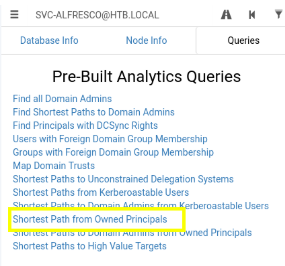 SVC-ALFRESCO@HTB.LOCAL
Database Info
Node Info
Queries
Pre-Built Analytics Queries
Find all Domain Admins
Find Shortest Paths to Domain Admins
Find Principals with DCSync Rights
Users with Foreign Domain Group Membership
Groups with Foreign Domain Group Membership
Map Domain Trusts
Shortest Paths to Unconstrained Delegation Systems
Shortest Paths from Kerberoastable Users
Shortest Paths to Domain Admins from Kerberoastable Users
Shortest Path from Owned Principals
Shortest Paths to Domain Admins from Owned Principals
Shortest Paths to High Value Targets